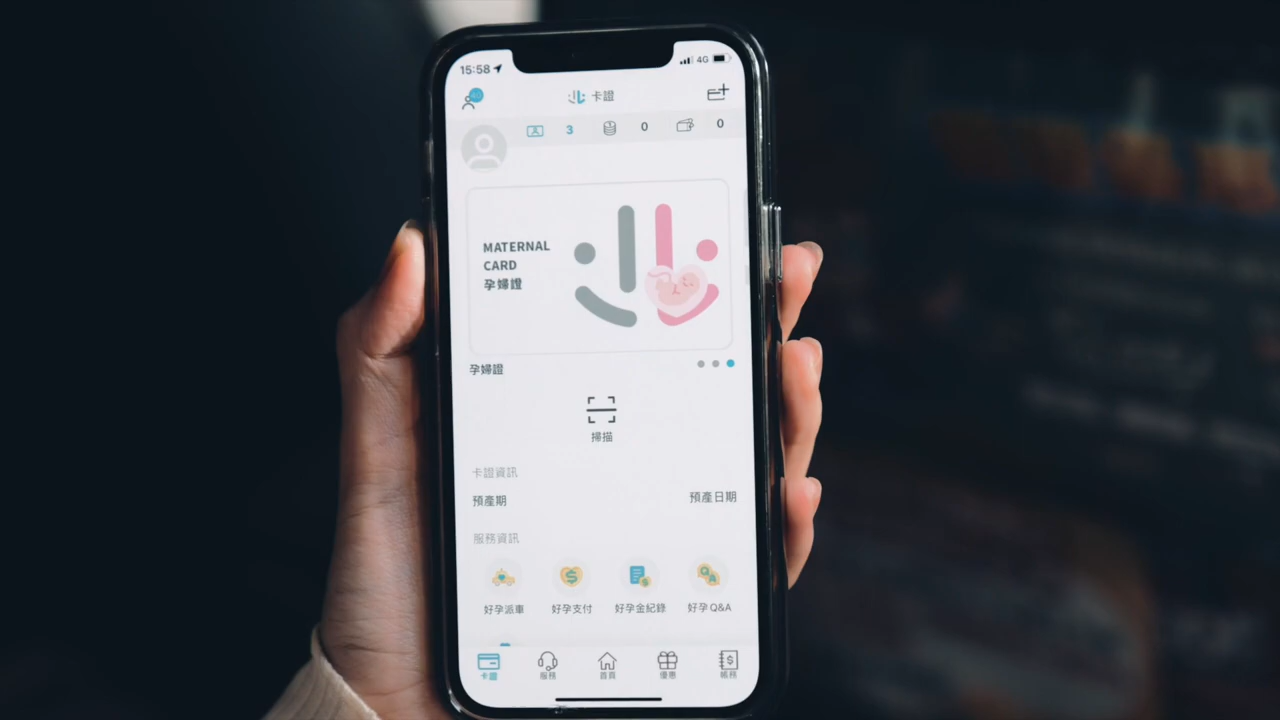 15:58
4G
卡證
3
0
0
MATERNAL
CARD
孕婦證
孕婦證
掃描
卡證資訊
預產期 預產日期
服務資訊
好孕派車 好孕支付 好孕金紀錄 好孕Q&A
卡證 服務 首頁 優惠 帳務